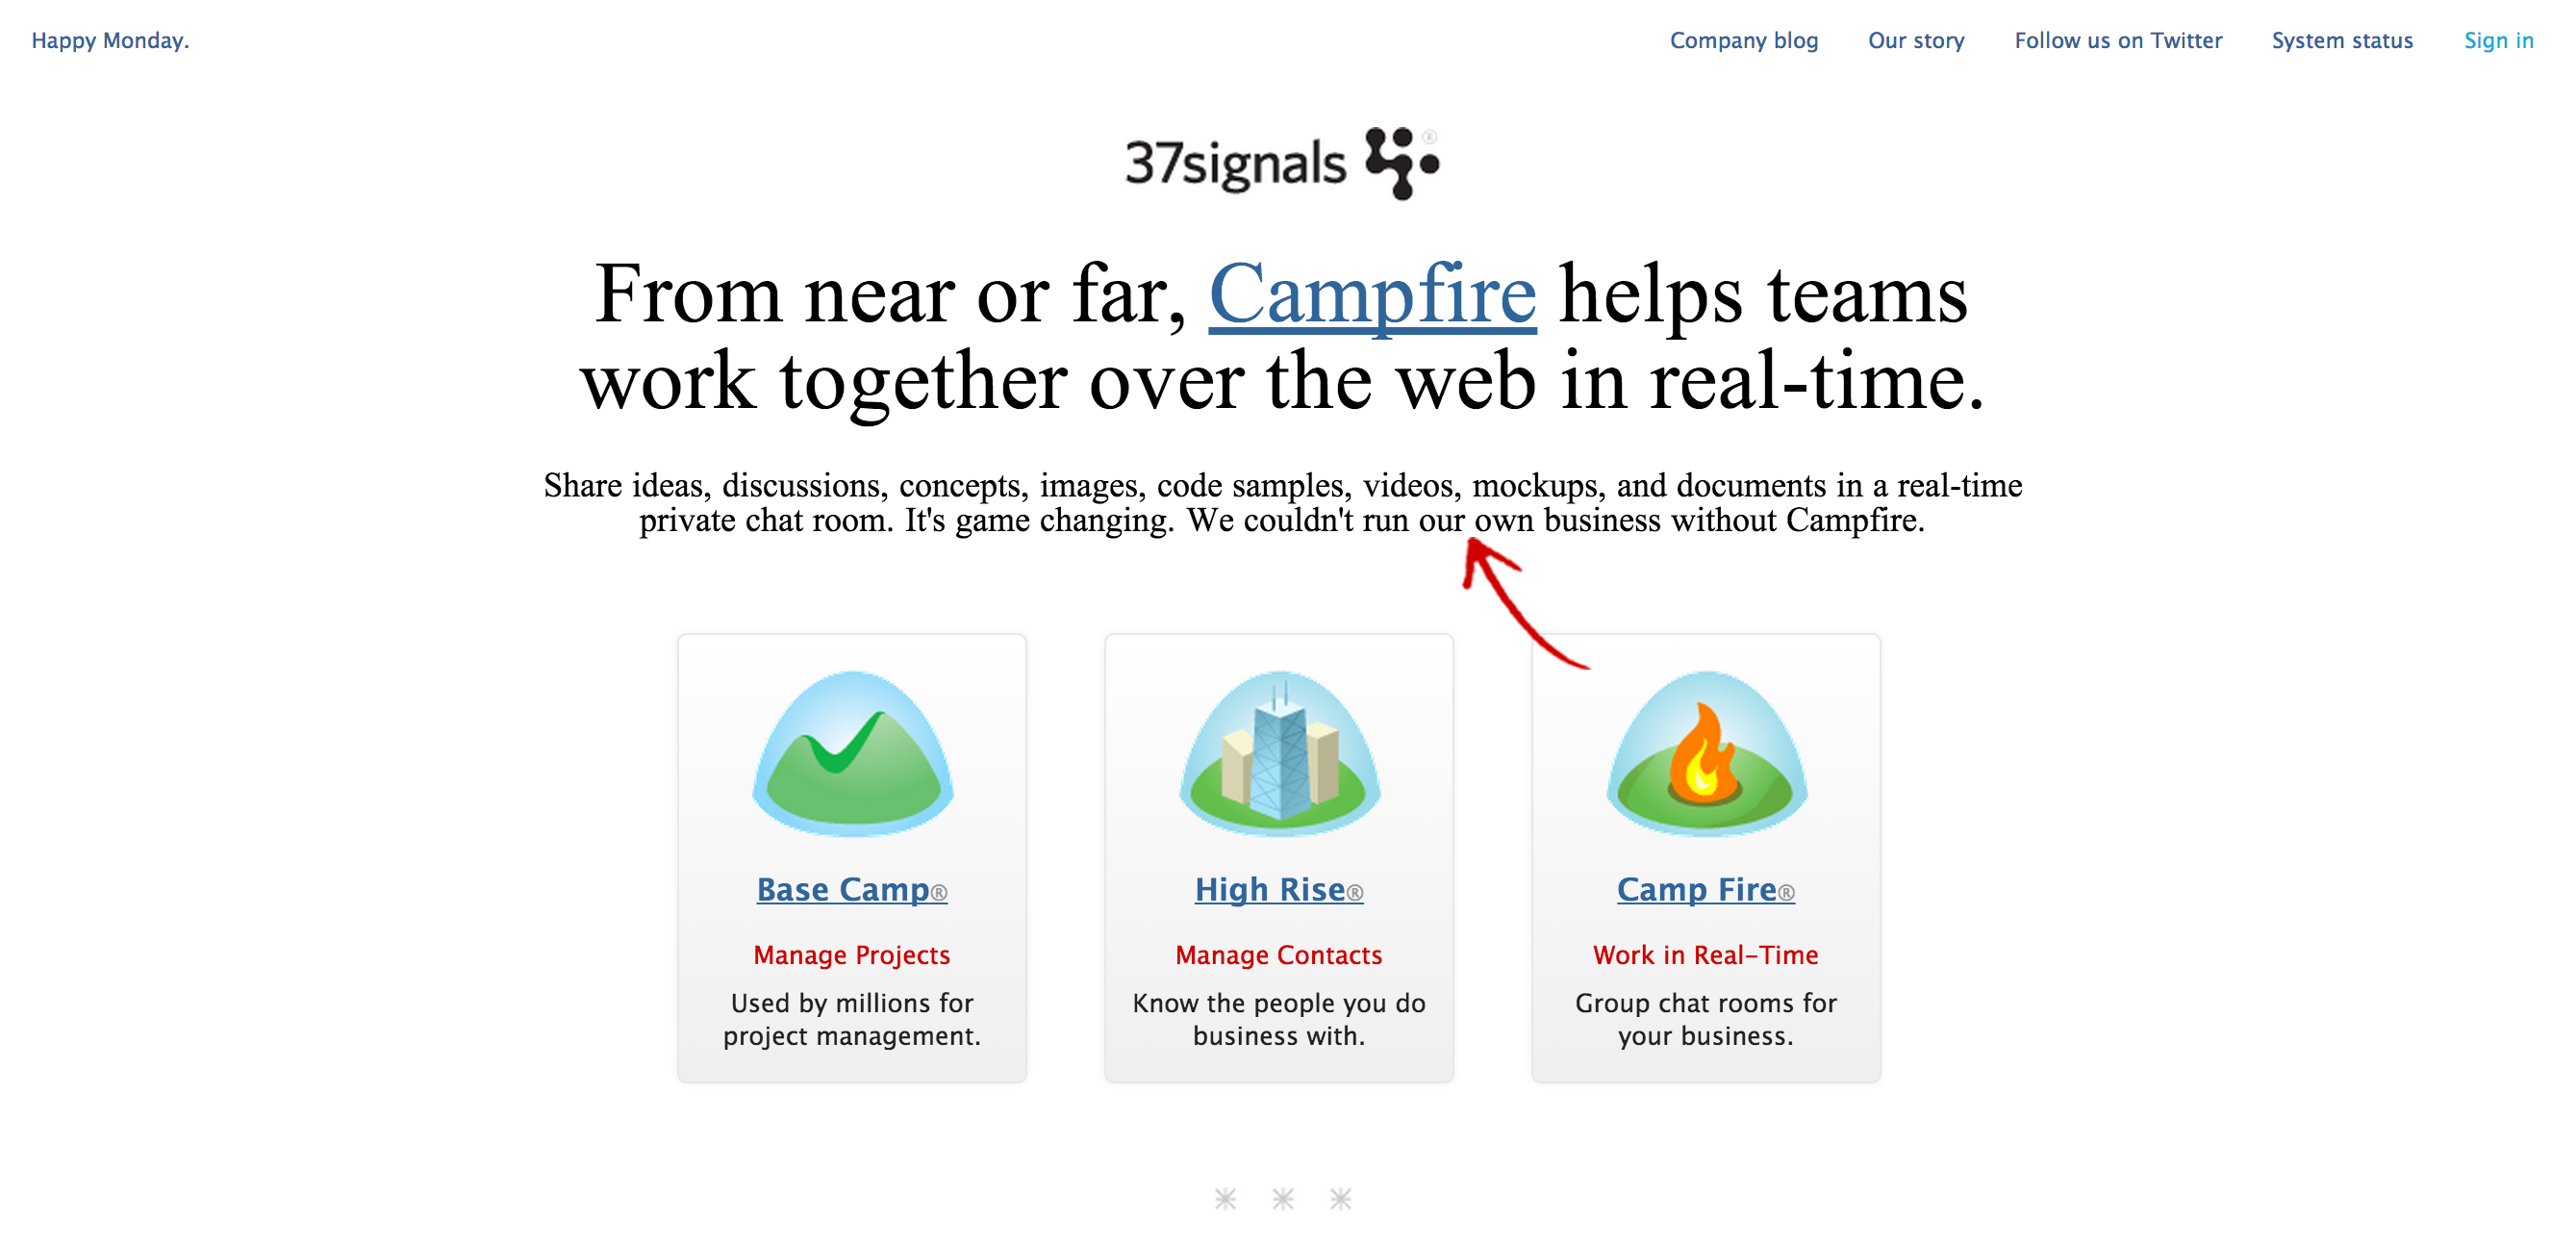 Happy Monday.
Company blog Our story Follow us on Twitter System status Sign in
37signals ®
From near or far, Campfire helps teams
work together over the web in real-time.
Share ideas, discussions, concepts, images, code samples, videos, mockups, and documents in a real-time
private chat room. It's game changing. We couldn't run our own business without Campfire.
Base Camp®
Manage Projects
Used by millions for
project management.
High Rise®
Manage Contacts
Know the people you do
business with.
Camp Fire®
Work in Real-Time
Group chat rooms for
your business.